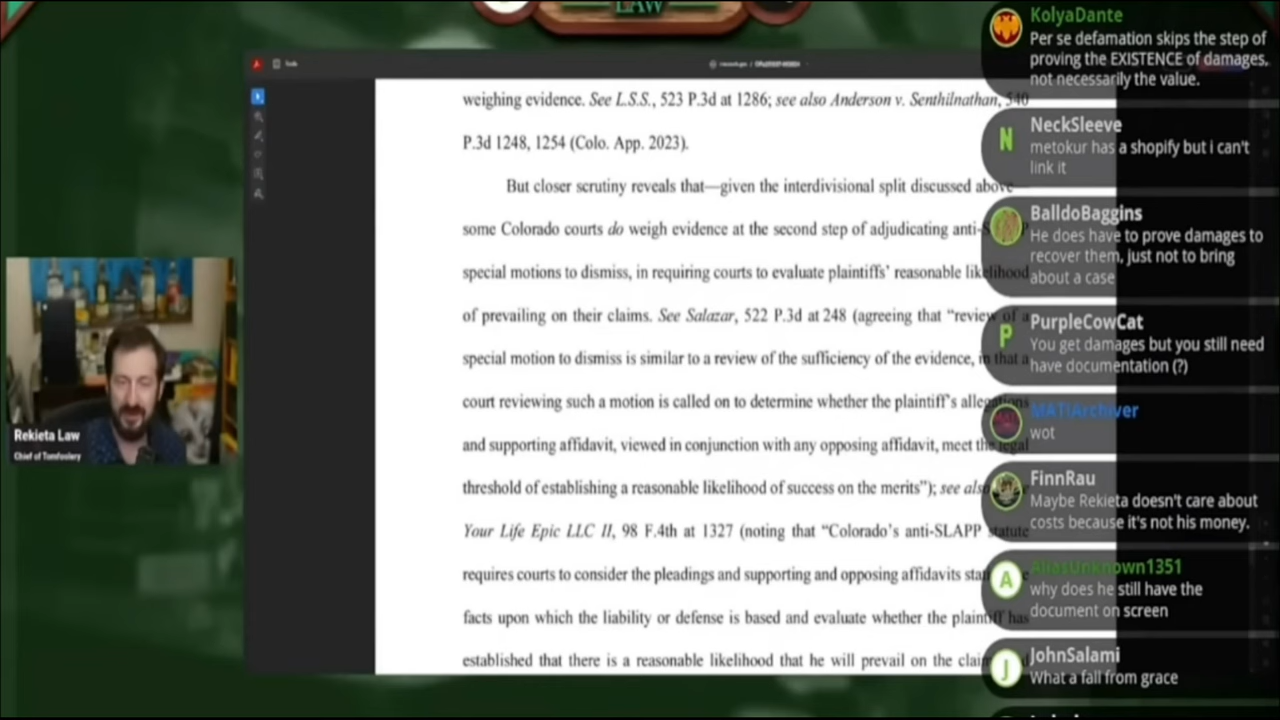 LAW
weighing evidence. See L.S.S., 523 P.3d at 1286; see also Anderson v. Senthilnathan, 540
P.3d 1248, 1254 (Colo. App. 2023).
But closer scrutiny reveals that—given the interdivisional split discussed above—
some Colorado courts do weigh evidence at the second step of adjudicating anti-
special motions to dismiss, in requiring courts to evaluate plaintiffs' reasonable likelihood
of prevailing on their claims. See Salazar, 522 P.3d at 248 (agreeing that "review of a
special motion to dismiss is similar to a review of the sufficiency of the evidence, in that a
court reviewing such a motion is called on to determine whether the plaintiff's allegations
and supporting affidavit, viewed in conjunction with any opposing affidavit, meet the legal
threshold of establishing a reasonable likelihood of success on the merits"); see also
Your Life Epic LLC II, 98 F.4th at 1327 (noting that "Colorado's anti-SLAPP statute
requires courts to consider the pleadings and supporting and opposing affidavits
facts upon which the liability or defense is based and evaluate whether the plaintiff has
established that there is a reasonable likelihood that he will prevail on the
Rekieta Law
Chief of Tomfoolery
KolyaDante
Per se defamation skips the step of
proving the EXISTENCE of damages,
not necessarily the value.
N
NeckSleeve
metokur has a shopify but i can't
link it
BalldoBaggins
He does have to prove damages to
recover them, just not to bring
about a case
P
PurpleCowCat
You get damages but you still need
have documentation (?)
MATIArchiver
wot
FinnRau
Maybe Rekieta doesn't care about
costs because it's not his money.
A
AliasUnknown1351
why does he still have the
document on screen
J
JohnSalami
What a fall from grace